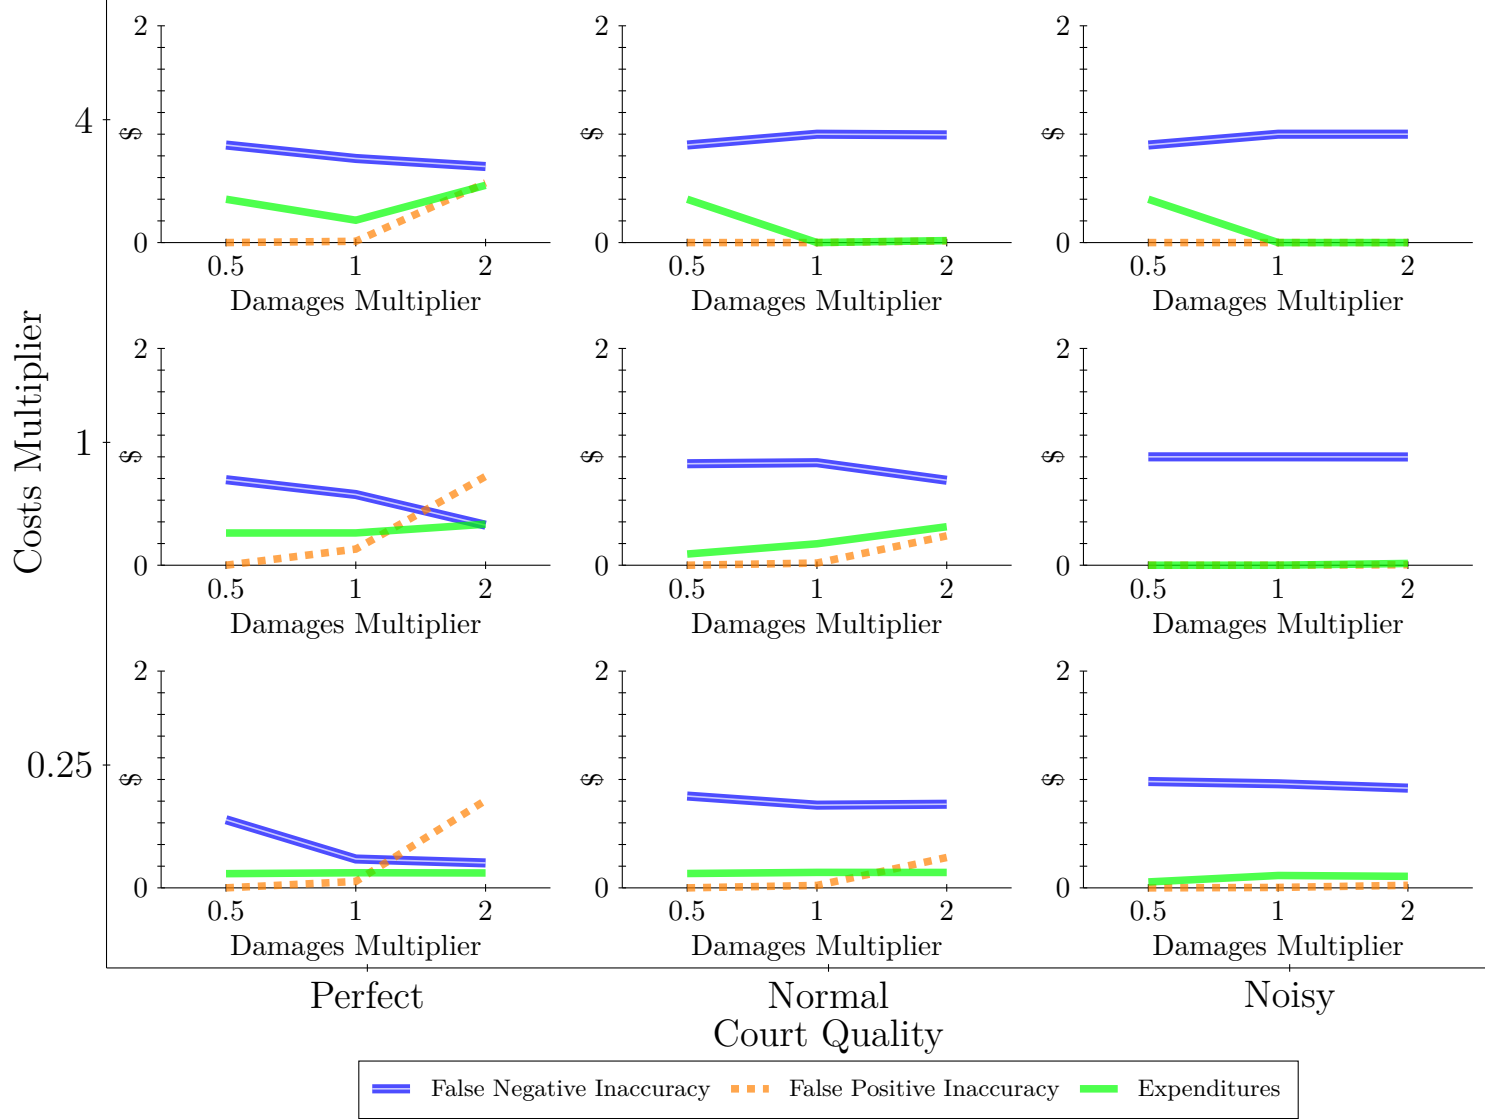 2
$
0
0.5 1 2
Damages Multiplier
2
$
0
0.5 1 2
Damages Multiplier
2
$
0
0.5 1 2
Damages Multiplier
4
2
$
0
0.5 1 2
Damages Multiplier
2
$
0
0.5 1 2
Damages Multiplier
2
$
0
0.5 1 2
Damages Multiplier
1
Costs Multiplier
2
$
0
0.5 1 2
Damages Multiplier
2
$
0
0.5 1 2
Damages Multiplier
2
$
0
0.5 1 2
Damages Multiplier
0.25
Perfect Normal Noisy
Court Quality
False Negative Inaccuracy False Positive Inaccuracy Expenditures